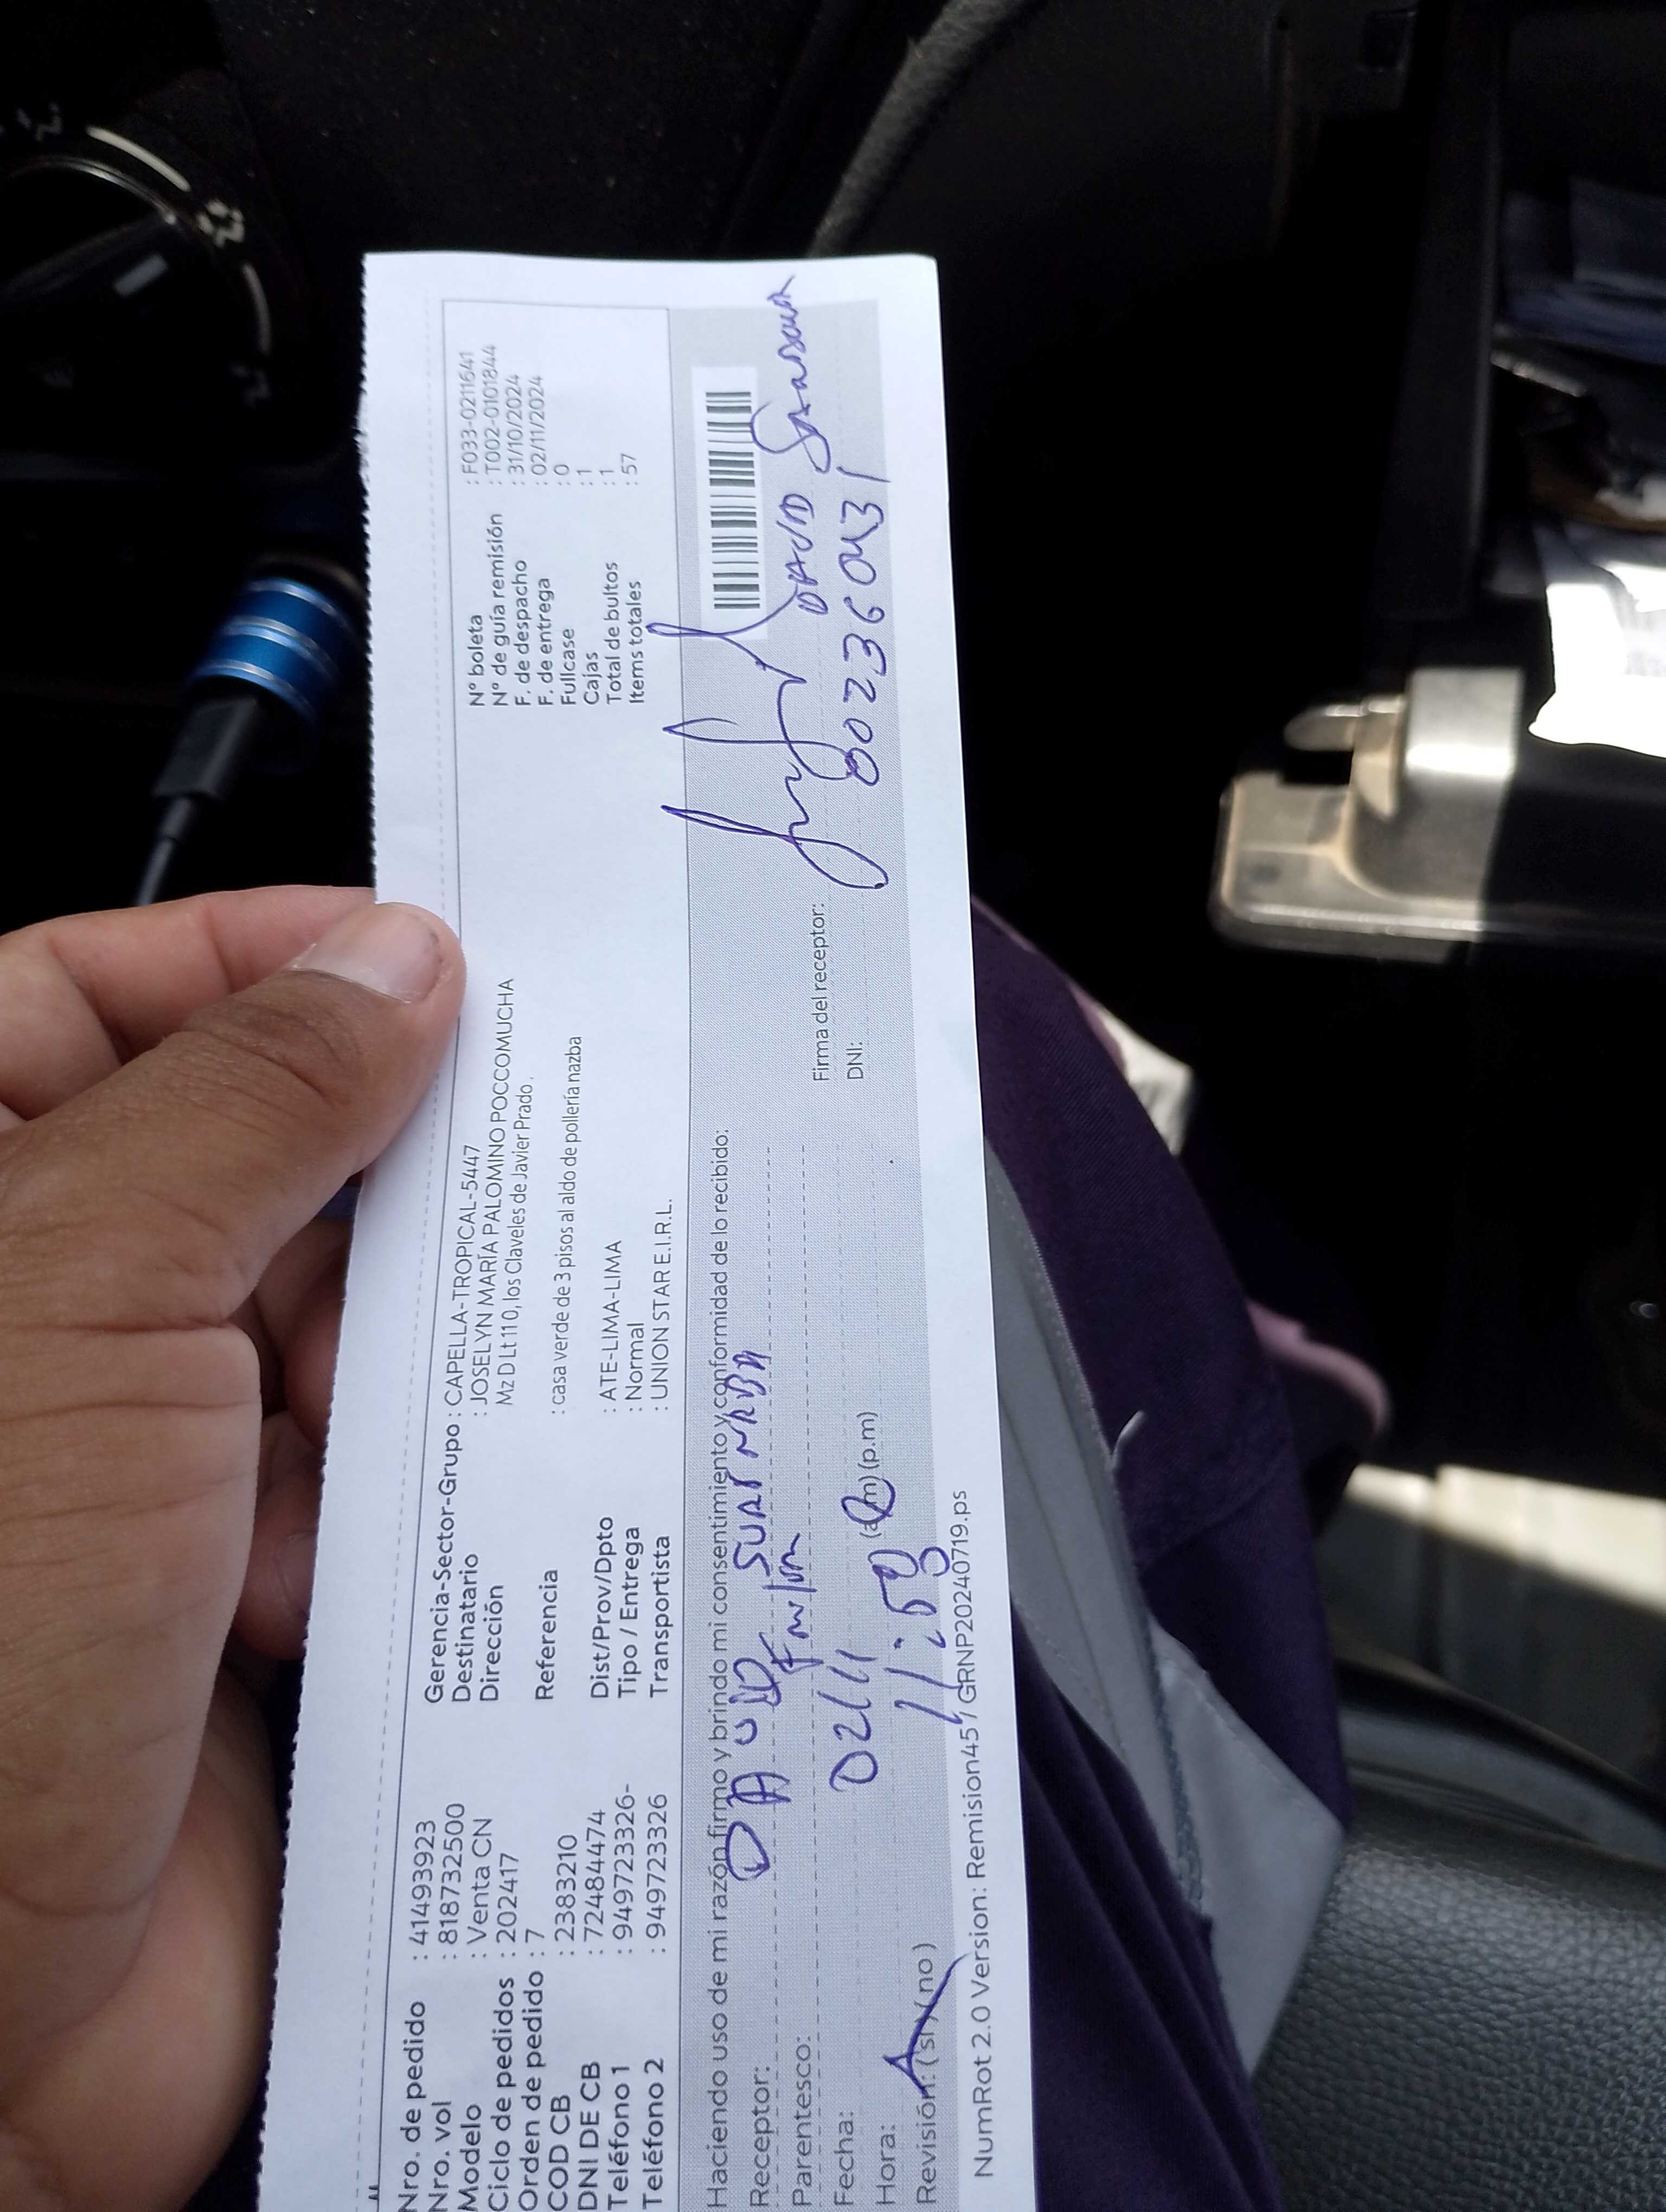 Nro. de pedido : 41493923
Nro. vol : 818732500
Modelo : Venta CN
Ciclo de pedidos : 202417
Orden de pedido : 7
COD CB : 2383210
DNI DE CB : 72484474
Teléfono 1 : 949723326-
Teléfono 2 : 949723326
Gerencia-Sector-Grupo : CAPELLA-TROPICAL-5447
Destinatario : JOSELYN MARÍA PALOMINO POCCOMUCHA
Dirección Mz D Lt 110, los Claveles de Javier Prado .
Referencia : casa verde de 3 pisos al aldo de pollería nazba
Dist/Prov/Dpto : ATE-LIMA-LIMA
Tipo / Entrega : Normal
Transportista : UNION STAR E.I.R.L.
N° boleta : F033-0211641
N° de guía remisión : T002-0101844
F. de despacho : 31/10/2024
F. de entrega : 02/11/2024
Fullcase : 0
Cajas : 1
Total de bultos : 1
Items totales : 57
Haciendo uso de mi razón firmo y brindo mi consentimiento y conformidad de lo recibido:
Receptor: DAVID
Parentesco:
Fecha: 02/11
Hora: 11:58 (a.m) (p.m)
Revisión: (si) (no)
Firma del receptor: DAVID
DNI: 802360431
NumRot 2.0 Version: Remision45 / GRNP20240719.ps